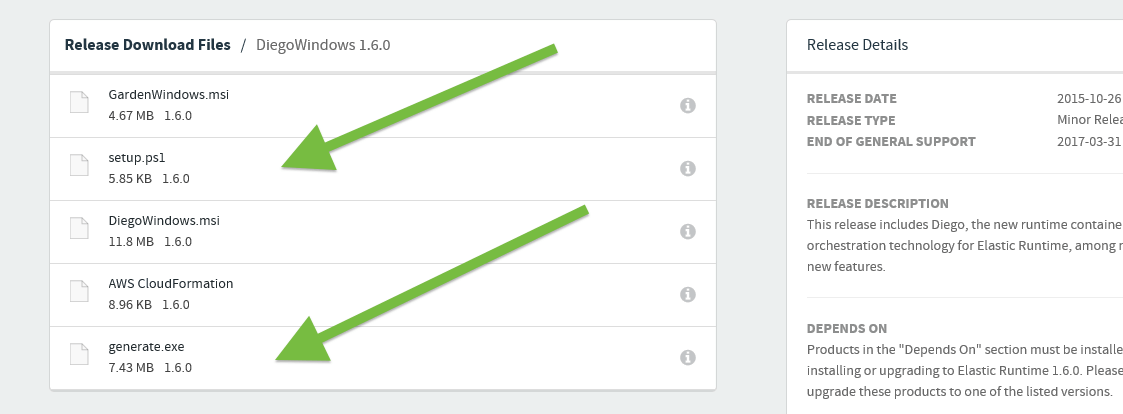 Release Download Files / DiegoWindows 1.6.0
GardenWindows.msi
4.67 MB 1.6.0
setup.ps1
5.85 KB 1.6.0
DiegoWindows.msi
11.8 MB 1.6.0
AWS CloudFormation
8.96 KB 1.6.0
generate.exe
7.43 MB 1.6.0
Release Details
RELEASE DATE 2015-10-26
RELEASE TYPE Minor Relea
END OF GENERAL SUPPORT 2017-03-31
RELEASE DESCRIPTION
This release includes Diego, the new runtime containe
orchestration technology for Elastic Runtime, among
new features.
DEPENDS ON
Products in the "Depends On" section must be installe
installing or upgrading to Elastic Runtime 1.6.0. Please
upgrade these products to one of the listed versions.